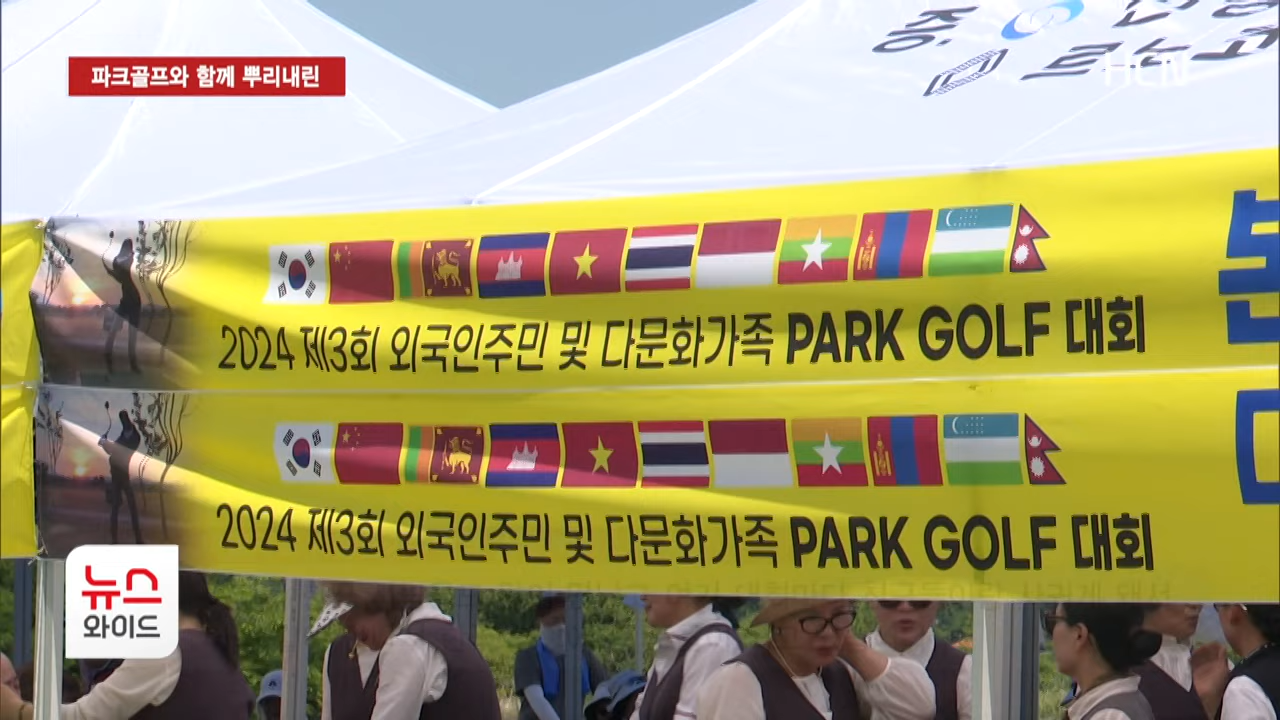 파크골프와 함께 뿌리내린
HCN
2024 제3회 외국인주민 및 다문화가족 PARK GOLF 대회
2024 제3회 외국인주민 및 다문화가족 PARK GOLF 대회
뉴스
와이드